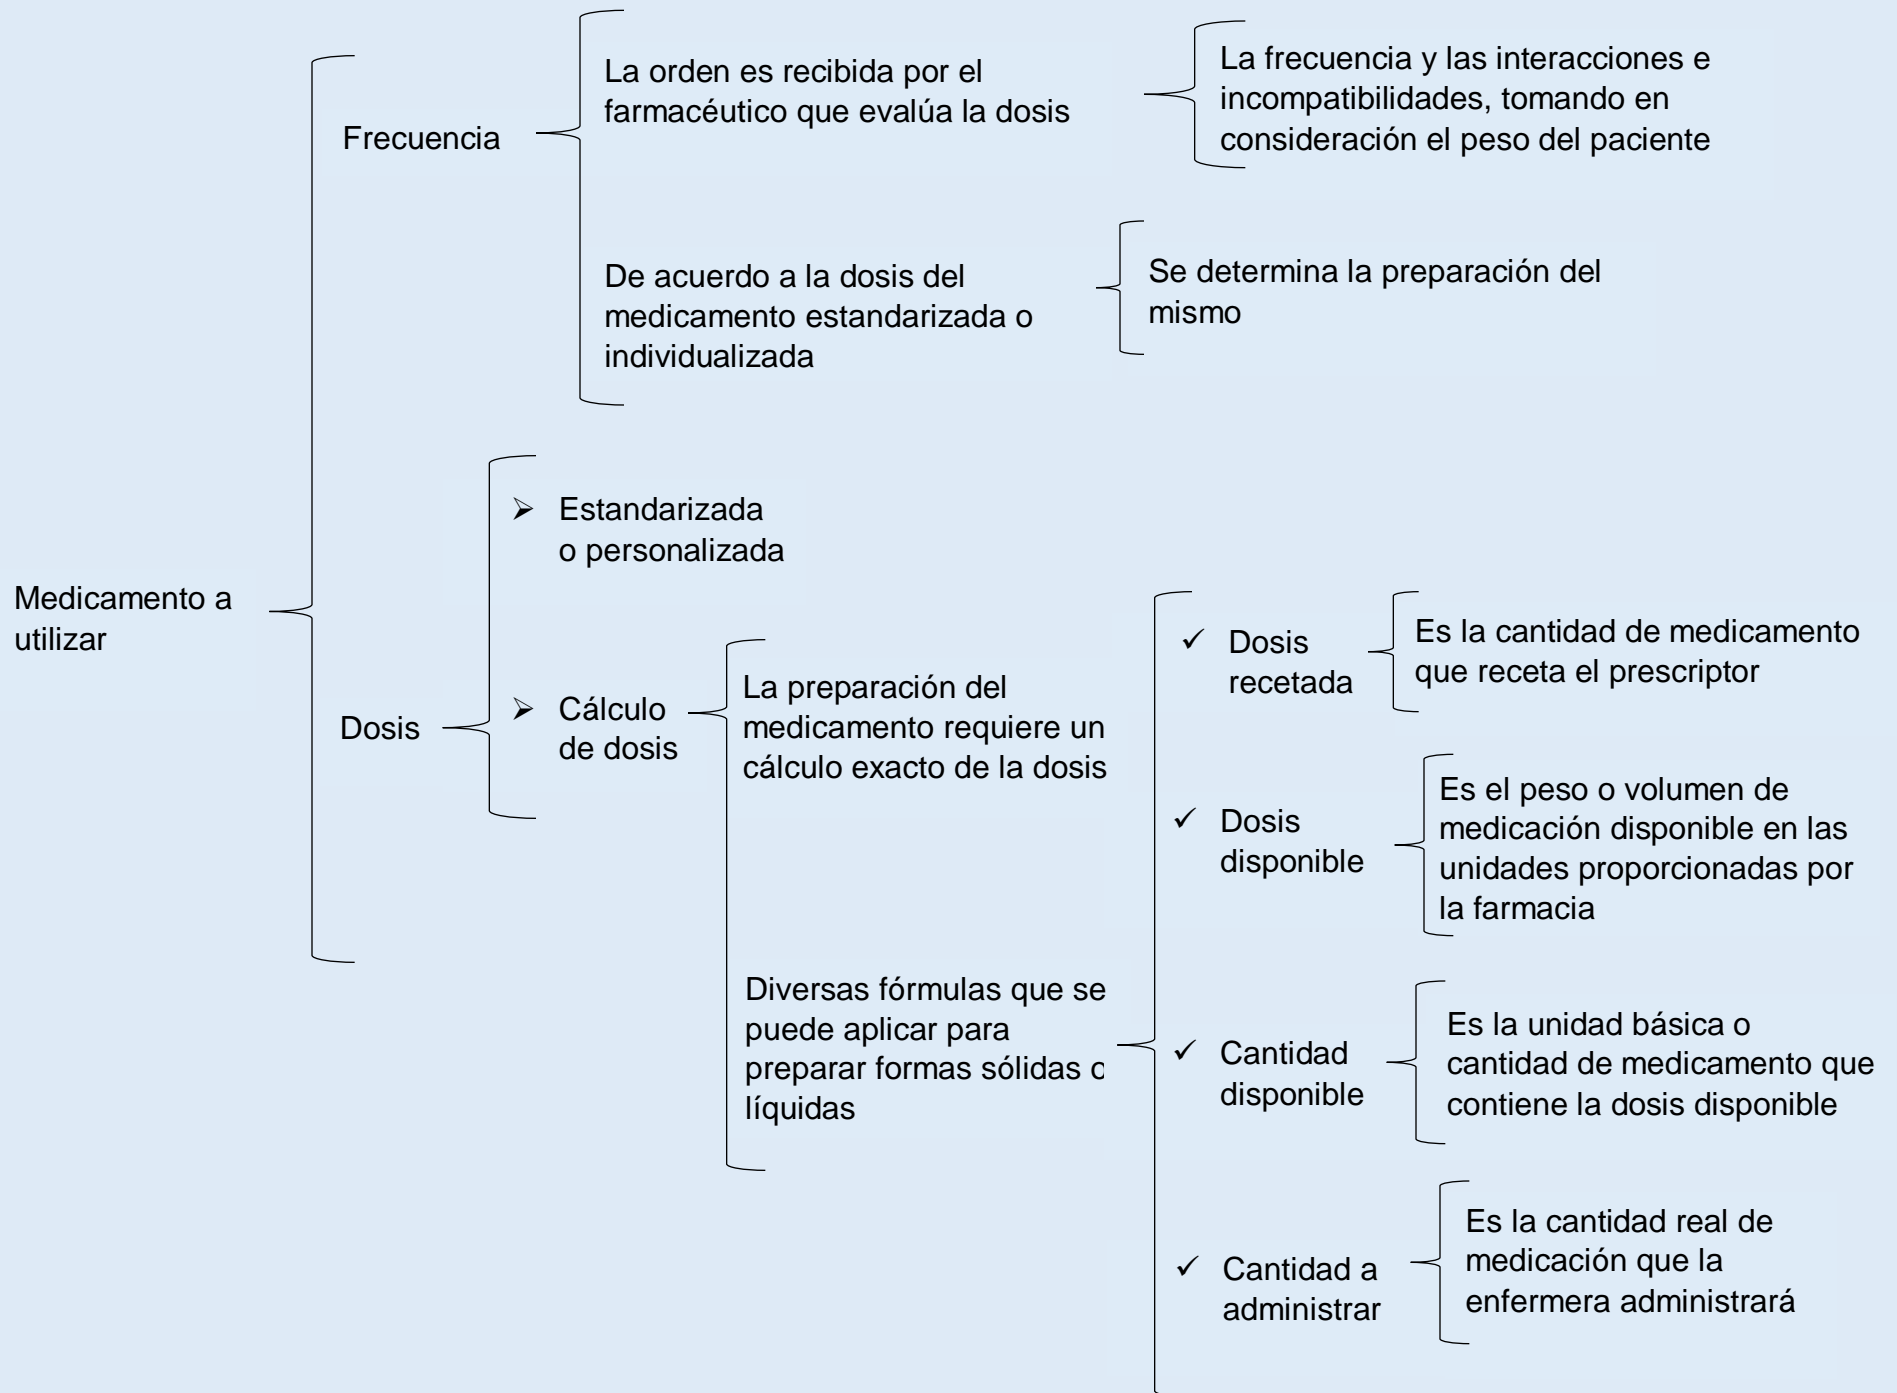 Medicamento a
utilizar
Frecuencia
La orden es recibida por el
farmacéutico que evalúa la dosis
La frecuencia y las interacciones e
incompatibilidades, tomando en
consideración el peso del paciente
De acuerdo a la dosis del
medicamento estandarizada o
individualizada
Se determina la preparación del
mismo
Dosis
➢ Estandarizada
o personalizada
➢ Cálculo
de dosis
La preparación del
medicamento requiere un
cálculo exacto de la dosis
Diversas fórmulas que se
puede aplicar para
preparar formas sólidas o
líquidas
✓ Dosis
recetada
Es la cantidad de medicamento
que receta el prescriptor
✓ Dosis
disponible
Es el peso o volumen de
medicación disponible en las
unidades proporcionadas por
la farmacia
✓ Cantidad
disponible
Es la unidad básica o
cantidad de medicamento que
contiene la dosis disponible
✓ Cantidad a
administrar
Es la cantidad real de
medicación que la
enfermera administrará